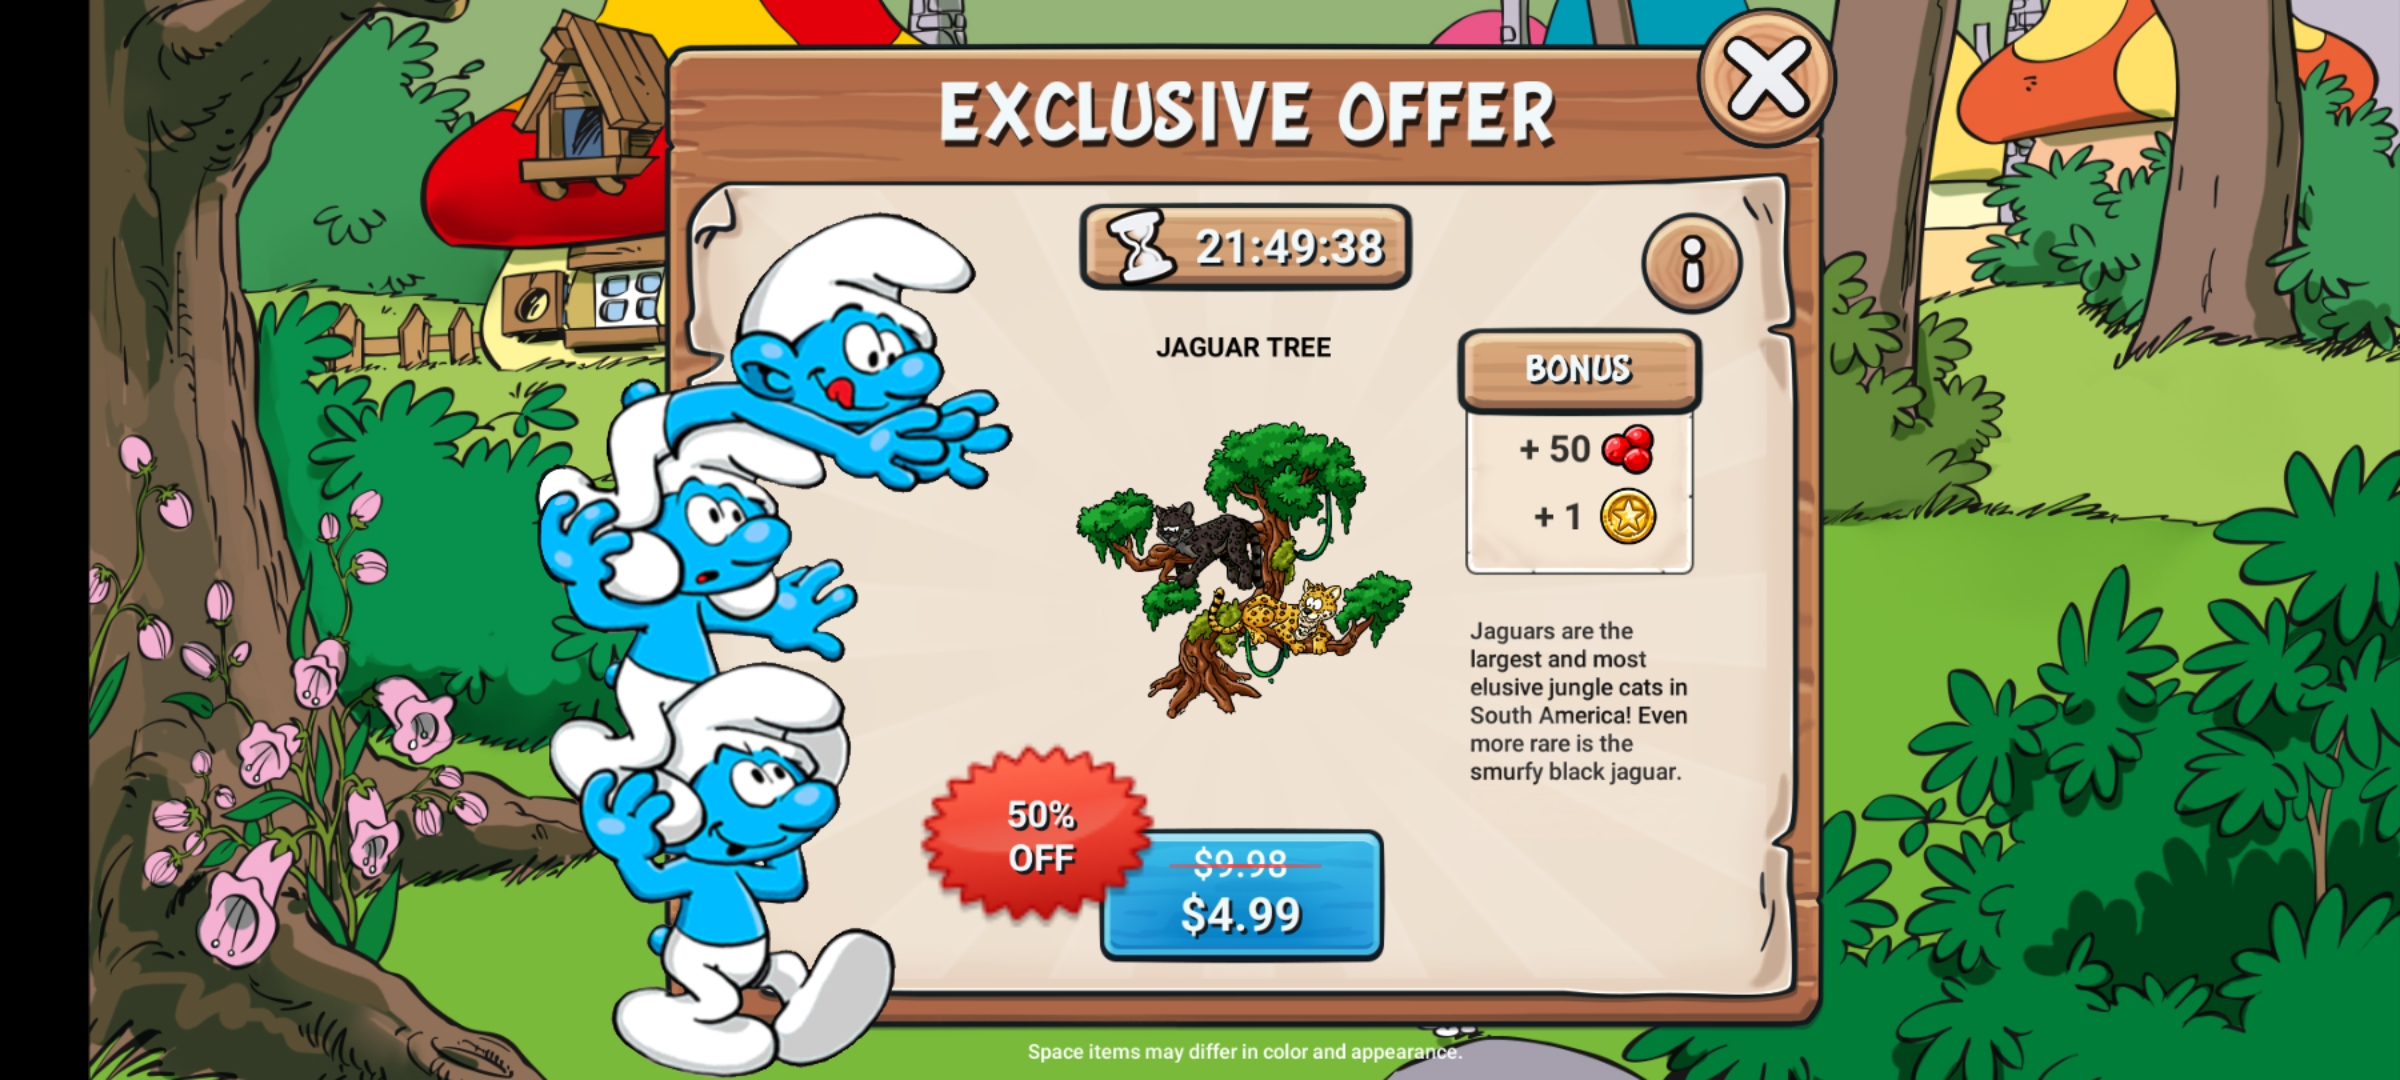 EXCLUSIVE OFFER
21:49:38
JAGUAR TREE
BONUS
+ 50
+ 1
Jaguars are the
largest and most
elusive jungle cats in
South America! Even
more rare is the
smurfy black jaguar.
50%
OFF
$9.98
$4.99
Space items may differ in color and appearance.